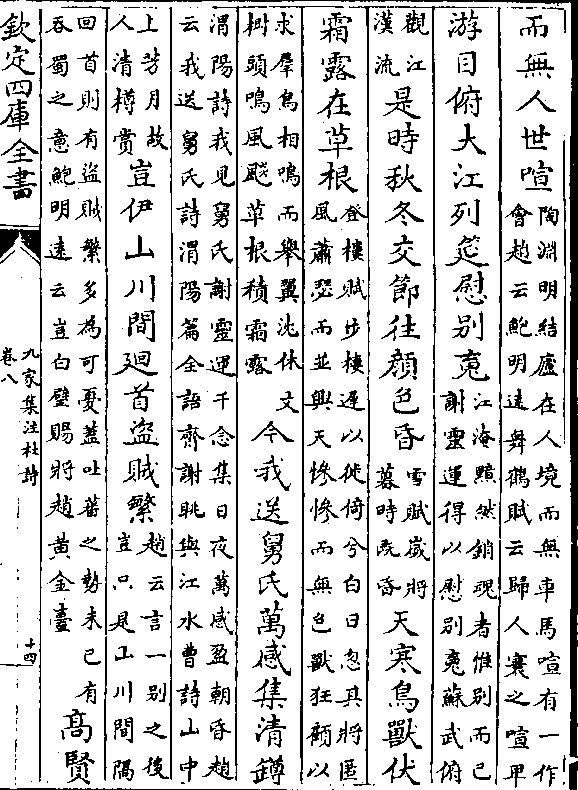 而無人世喧
陶淵明結廬在人境而無車馬喧有一作
會趙云鮑明逺舞鶴賦云歸人寰之喧卑
游目俯大江列筵慰别䰟
江淹黯然銷魂者惟别而已
謝靈運得以慰别䰟蘇武俯
觀江
漢流
是時秋冬交節往顔色昏
雪賦歲將
暮時既昏
天寒鳥獸伏
霜露在草根
登樓賦步棲遲以徙倚兮白日忽其將匿
風蕭瑟而並興天慘慘而無色獸狂顧以
求羣鳥相鳴而舉翼沈休文
樹頭鳴風飈草根積霜露
今我送舅氏萬感集清鐏
渭陽詩我見舅氏謝靈運千念集日夜萬感盈朝昏趙
云我送舅氏詩渭陽篇全語齊謝眺與江水曹詩山中
上芳月故
人清樽賞
豈伊山川間廻首盜賊繁
趙云言一别之後
豈只是山川間隔
回首則有盜賊繁多為可憂蓋吐蕃之勢未已有
吞蜀之意鮑明遠云豈白璧賜將趙黃金臺
高賢
欽定四庫全書
九家集注杜詩
卷八
十四